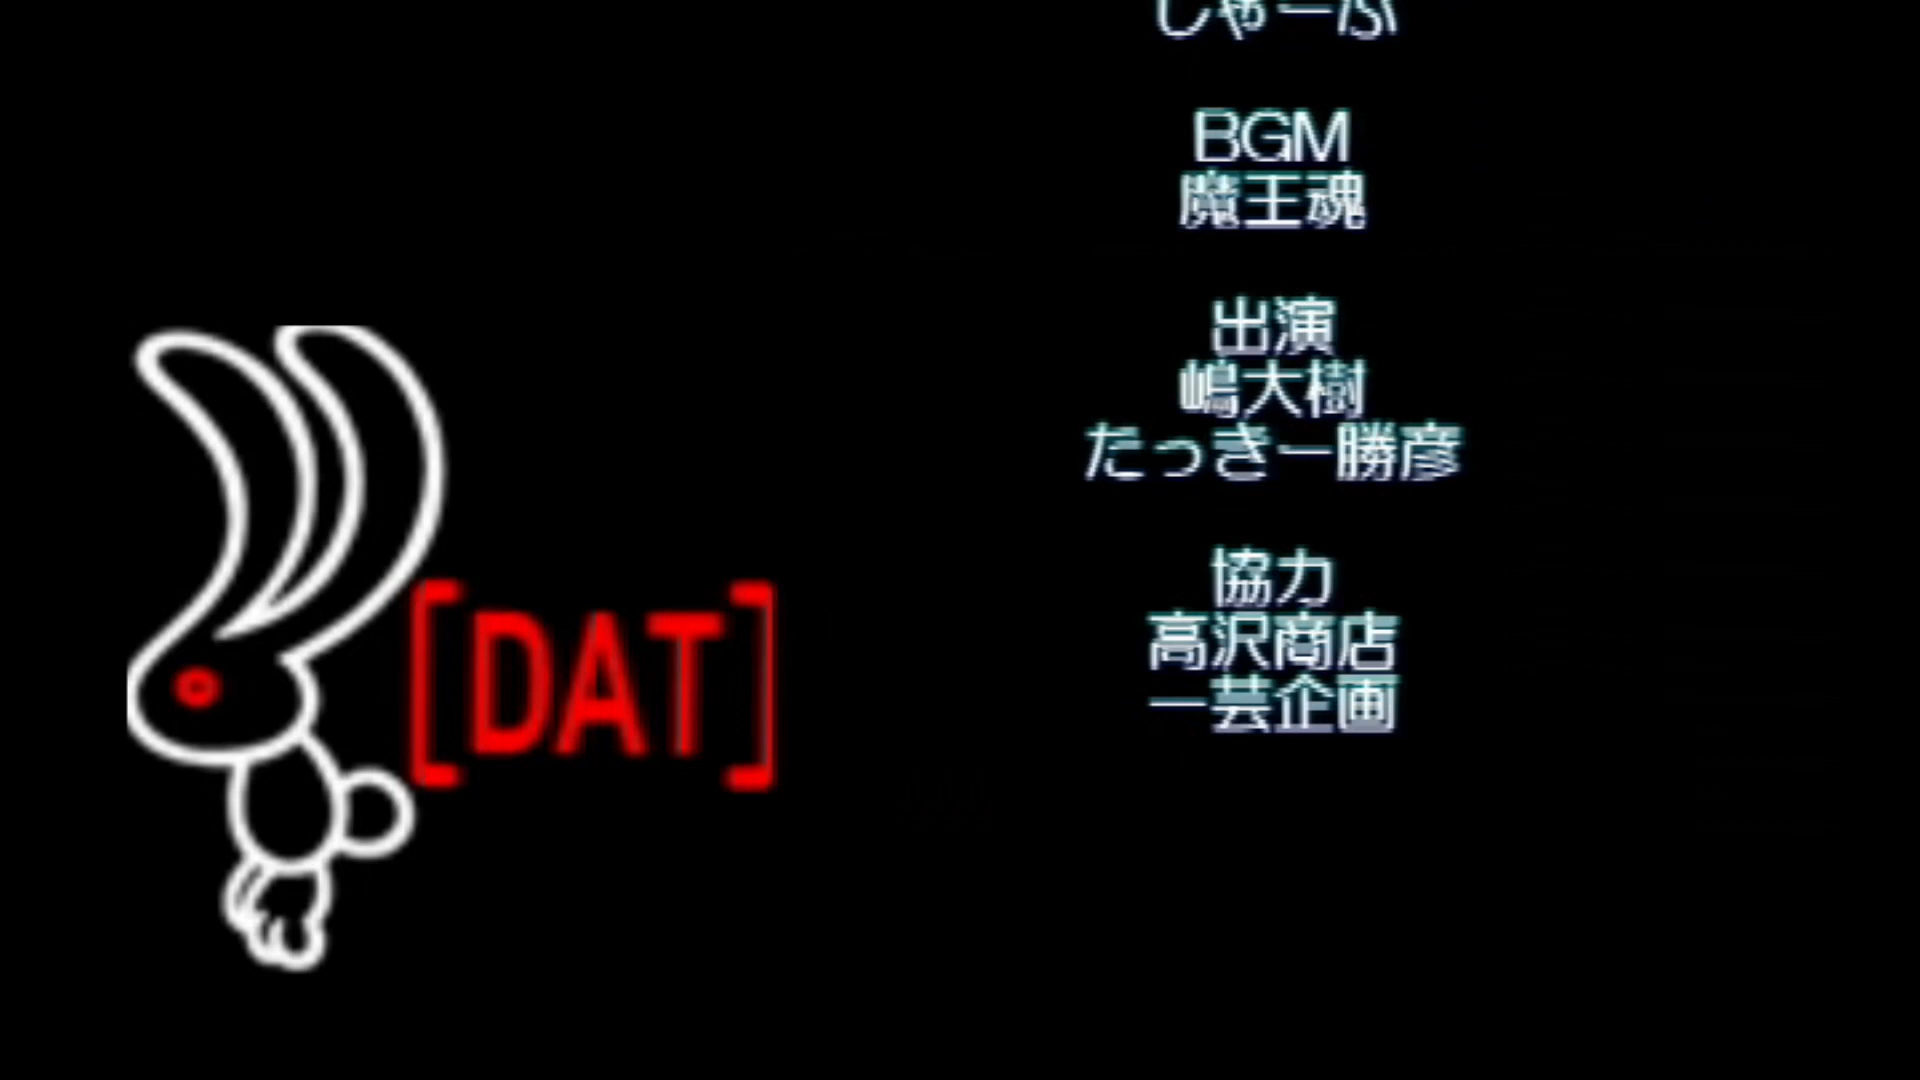 しゃーぷ
BGM
魔王魂
出演
嶋大樹
たっきー勝彦
協力
高沢商店
一芸企画
[DAT]